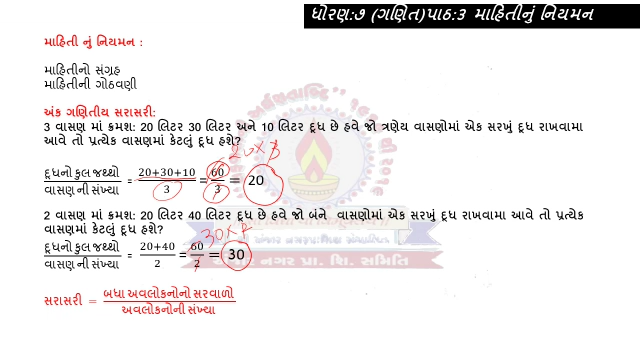 ધોરણ:૭ (ગણિત)પાઠ:3 માહિતીનું નિયમન
માહિતી નું નિયમન :
માહિતીનો સંગ્રહ
માહિતીની ગોઠવણી
અંક ગણિતીય સરાસરી:
3 વાસણ માં ક્રમશ: 20 લિટર 30 લિટર અને 10 લિટર દૂધ છે હવે જો ત્રણેય વાસણોમાં એક સરખું દૂધ રાખવામા
આવે તો પ્રત્યેક વાસણમાં કેટલું દૂધ હશે?
20 × 3
દૂધનો કુલ જથ્થો / વાસણ ની સંખ્યા = 20+30+10 / 3 = 60 / 3 = 20
2 વાસણ માં ક્રમશ: 20 લિટર 40 લિટર દૂધ છે હવે જો બંને વાસણોમાં એક સરખું દૂધ રાખવામા આવે તો પ્રત્યેક
વાસણમાં કેટલું દૂધ હશે?
30 × 2
દૂધનો કુલ જથ્થો / વાસણ ની સંખ્યા = 20+40 / 2 = 60 / 2 = 30
સરાસરી = બધા અવલોકનોનો સરવાળો / અવલોકનોની સંખ્યા
નગર પ્રા. શિ. સમિતિ